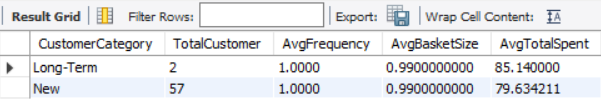 Result Grid Filter Rows: Export: Wrap Cell Content: IA
CustomerCategory TotalCustomer AvgFrequency AvgBasketSize AvgTotalSpent
Long-Term 2 1.0000 0.9900000000 85.140000
New 57 1.0000 0.9900000000 79.634211